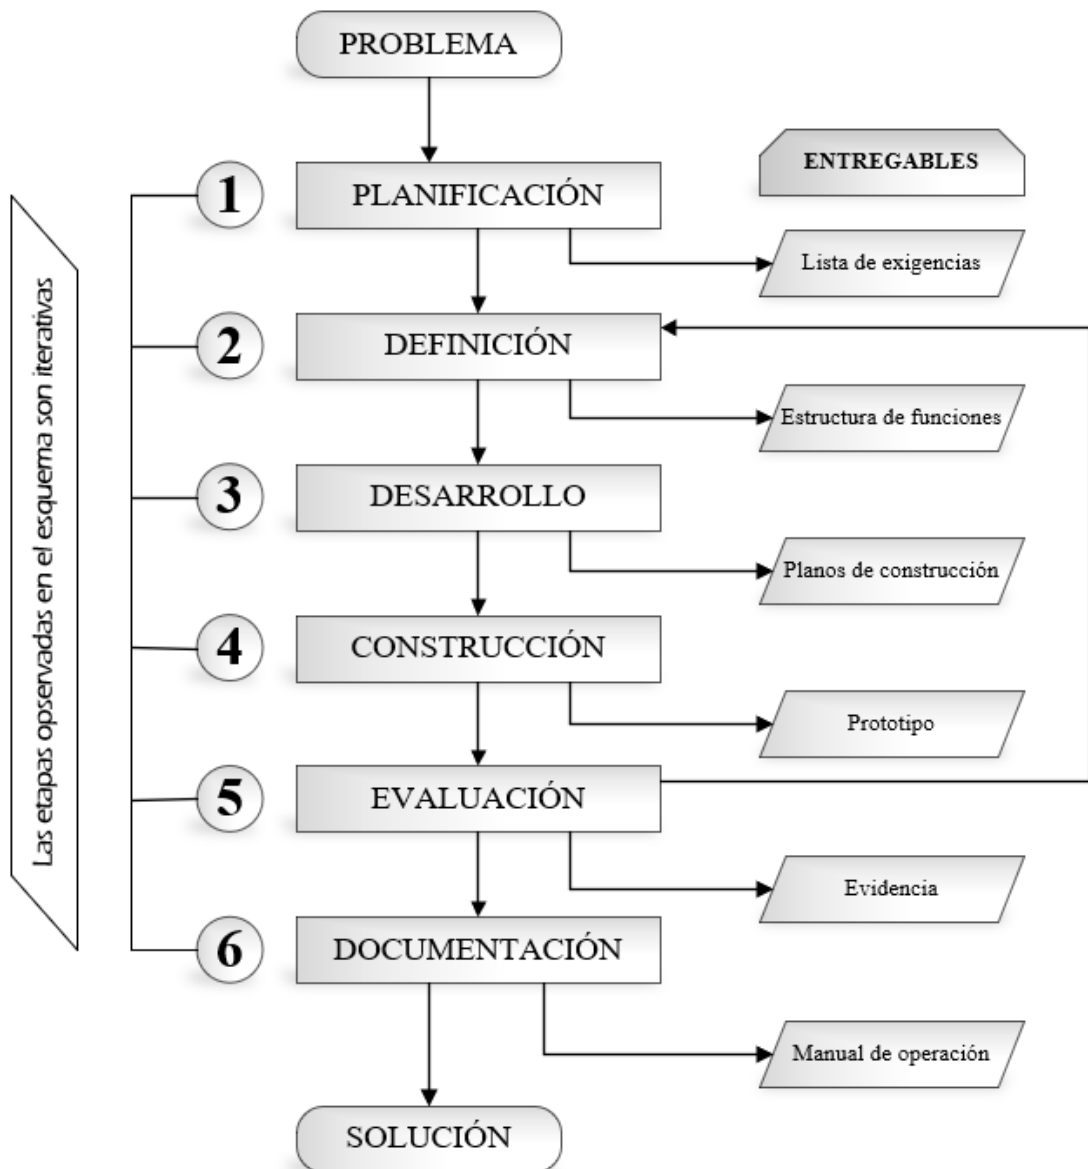 PROBLEMA
ENTREGABLES
1
PLANIFICACIÓN
Lista de exigencias
2
DEFINICIÓN
Estructura de funciones
3
DESARROLLO
Planos de construcción
4
CONSTRUCCIÓN
Prototipo
5
EVALUACIÓN
Evidencia
6
DOCUMENTACIÓN
Manual de operación
SOLUCIÓN
Las etapas opservadas en el esquema son iterativas